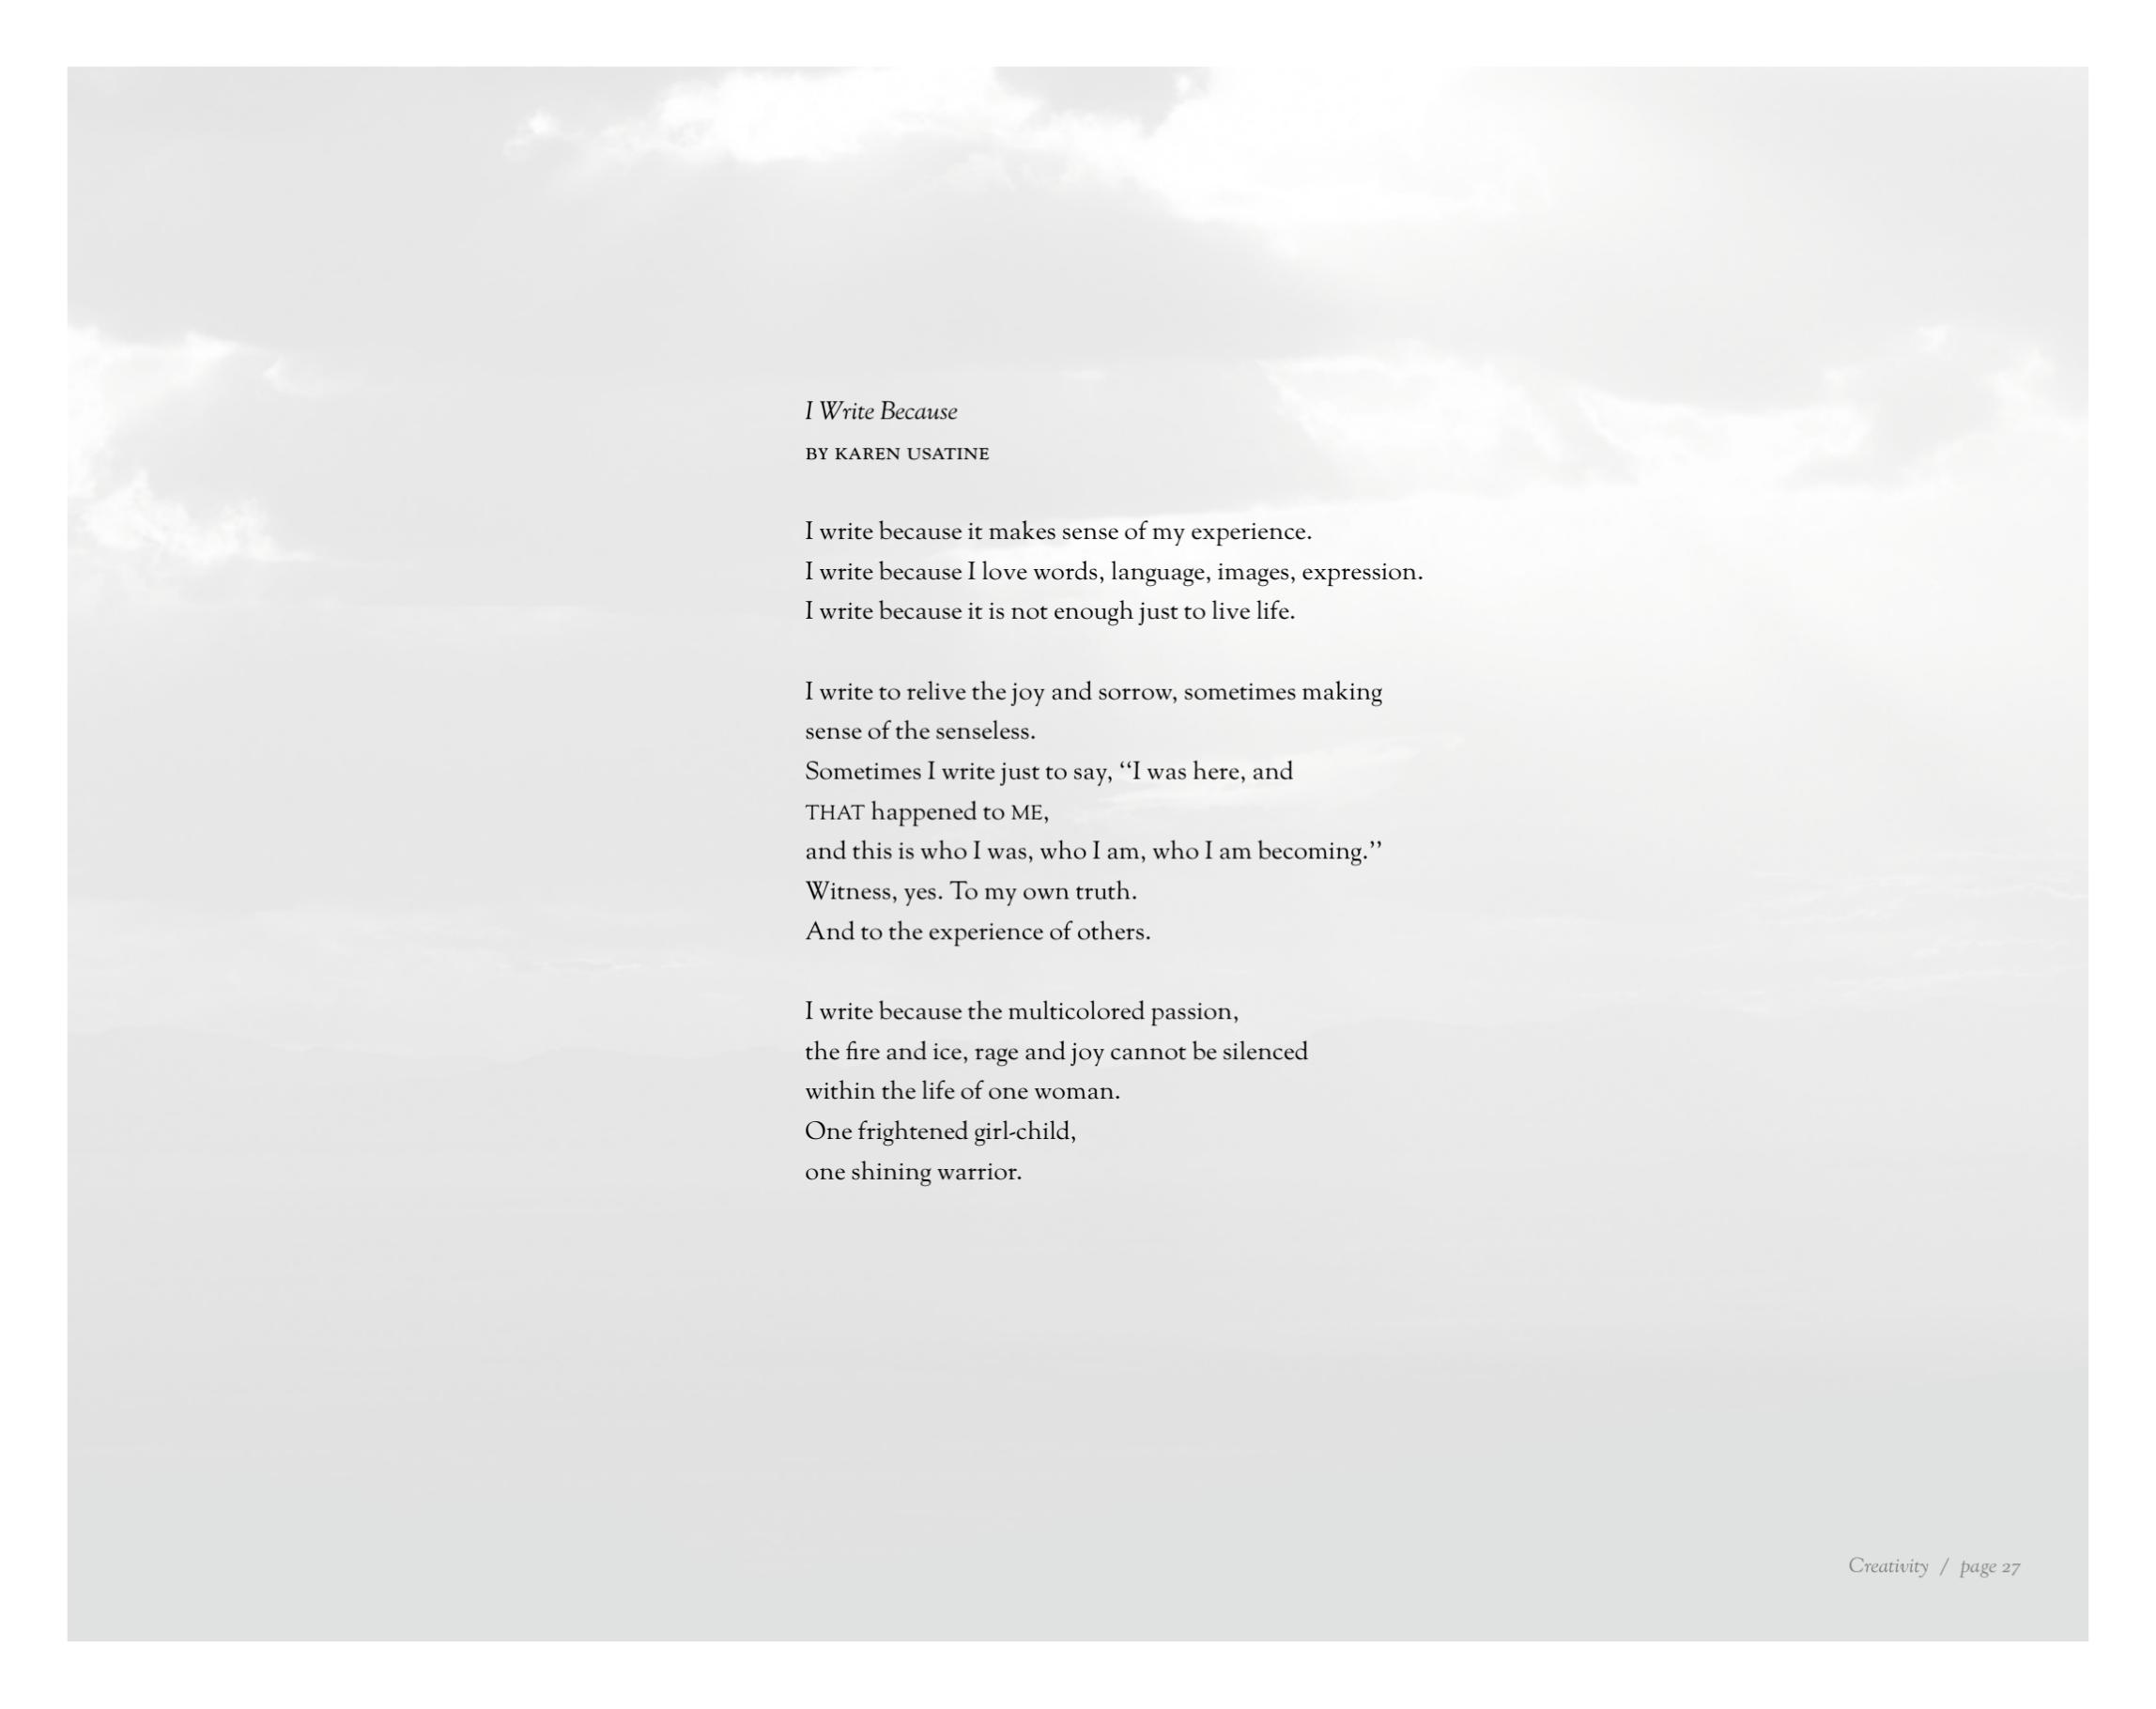 I Write Because
BY KAREN USATINE
I write because it makes sense of my experience.
I write because I love words, language, images, expression.
I write because it is not enough just to live life.
I write to relive the joy and sorrow, sometimes making
sense of the senseless.
Sometimes I write just to say, “I was here, and
THAT happened to ME,
and this is who I was, who I am, who I am becoming.”
Witness, yes. To my own truth.
And to the experience of others.
I write because the multicolored passion,
the fire and ice, rage and joy cannot be silenced
within the life of one woman.
One frightened girl-child,
one shining warrior.
Creativity / page 27